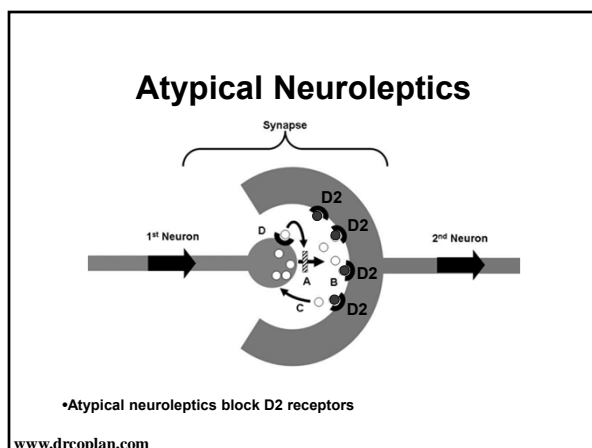 Atypical Neuroleptics
Synapse
D2
D2
1st Neuron
D
2nd Neuron
D2
A
B
C
D2
•Atypical neuroleptics block D2 receptors
www.drcoplan.com